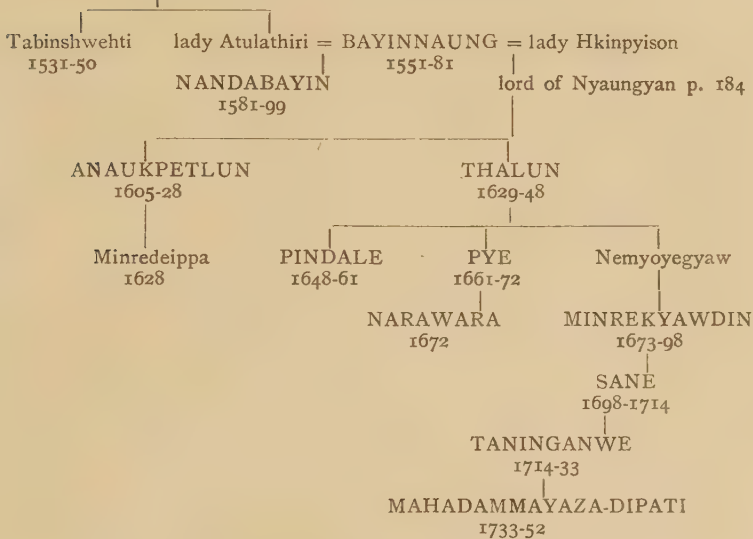 Tabinshwehti lady Atulathiri = BAYINNAUNG = lady Hkinpyison
1531-50 1551-81
NANDABAYIN lord of Nyaungyan p. 184
1581-99
ANAUKPETLUN THALUN
1605-28 1629-48
Minredeippa PINDALE PYE Nemyoyegyaw
1628 1648-61 1661-72
NARAWARA MINREKYAWDIN
1672 1673-98
SANE
1698-1714
TANINGANWE
1714-33
MAHADAMMAYAZA-DIPATI
1733-52